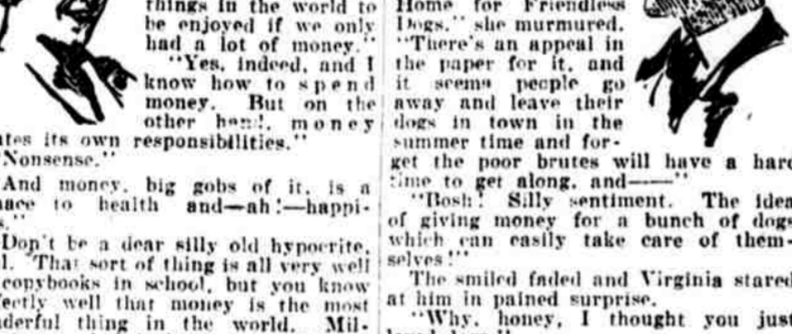 things in the world to
be enjoyed if we only
had a lot of money."
"Yes, indeed, and I
know how to spend
money. But on the
other hand, money
its own responsibilities."
"Nonsense."
And money, big gobs of it, is a
to health and—ah!—happi-
Don't be a dear silly old hypocrite,
That sort of thing is all very well
copybooks in school, but you know
well that money is the most
thing in the world. Mil-
Home for Friendless
Dogs," she murmured.
"There's an appeal in
the paper for it, and
it seems people go
away and leave their
dogs in town in the
summer time and for-
get the poor brutes will have a hard
time to get along, and——"
"Bosh! Silly sentiment. The idea
of giving money for a bunch of dogs
which can easily take care of them-
selves!"
The smiled faded and Virginia stared
at him in pained surprise.
"Why, honey, I thought you just